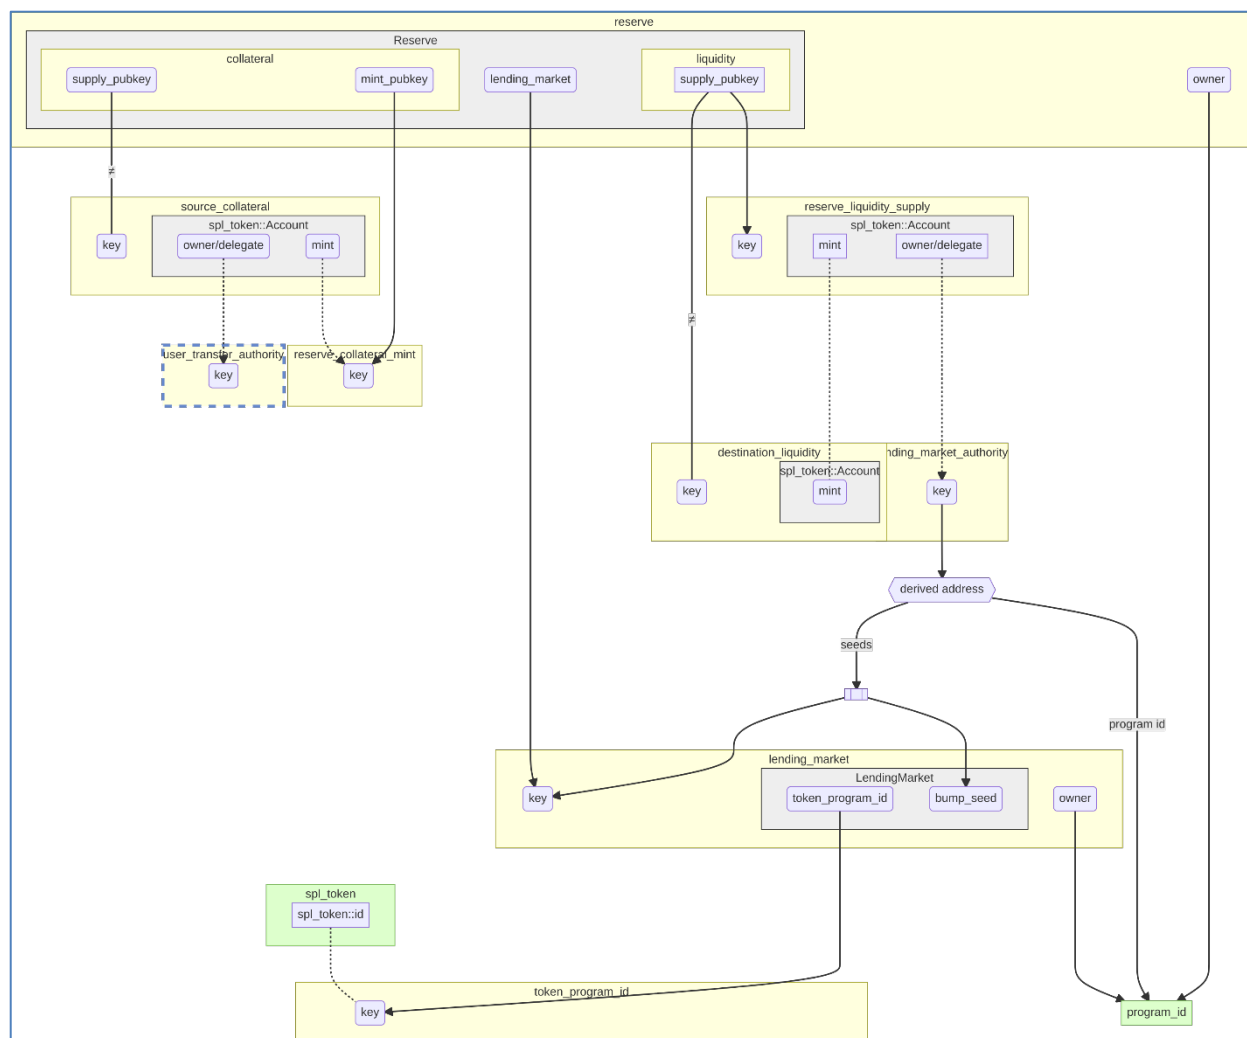 reserve
Reserve
collateral
liquidity
supply_pubkey
mint_pubkey
lending_market
supply_pubkey
owner
≠
source_collateral
reserve_liquidity_supply
spl_token::Account
spl_token::Account
key
owner/delegate
mint
key
mint
owner/delegate
≠
user_transfer_authority
reserve_collateral_mint
key
key
destination_liquidity
nding_market_authority
spl_token::Account
key
mint
key
derived address
seeds
program id
lending_market
LendingMarket
key
token_program_id
bump_seed
owner
spl_token
spl_token::id
token_program_id
key
program_id